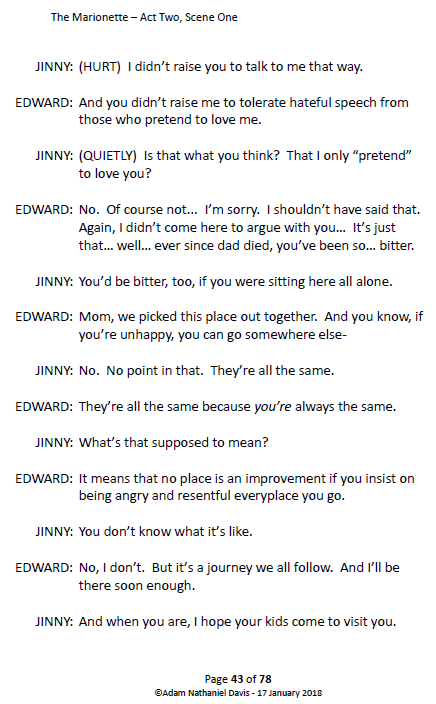 The Marionette – Act Two, Scene One
JINNY: (HURT)  I didn't raise you to talk to me that way.
EDWARD: And you didn't raise me to tolerate hateful speech from
those who pretend to love me.
JINNY: (QUIETLY)  Is that what you think?  That I only "pretend"
to love you?
EDWARD: No.  Of course not...  I'm sorry.  I shouldn't have said that.
Again, I didn't come here to argue with you...  It's just
that... well... ever since dad died, you've been so... bitter.
JINNY: You'd be bitter, too, if you were sitting here all alone.
EDWARD: Mom, we picked this place out together.  And you know, if
you're unhappy, you can go somewhere else-
JINNY: No.  No point in that.  They're all the same.
EDWARD: They're all the same because you're always the same.
JINNY: What's that supposed to mean?
EDWARD: It means that no place is an improvement if you insist on
being angry and resentful everyplace you go.
JINNY: You don't know what it's like.
EDWARD: No, I don't.  But it's a journey we all follow.  And I'll be
there soon enough.
JINNY: And when you are, I hope your kids come to visit you.
Page 43 of 78
©Adam Nathaniel Davis - 17 January 2018